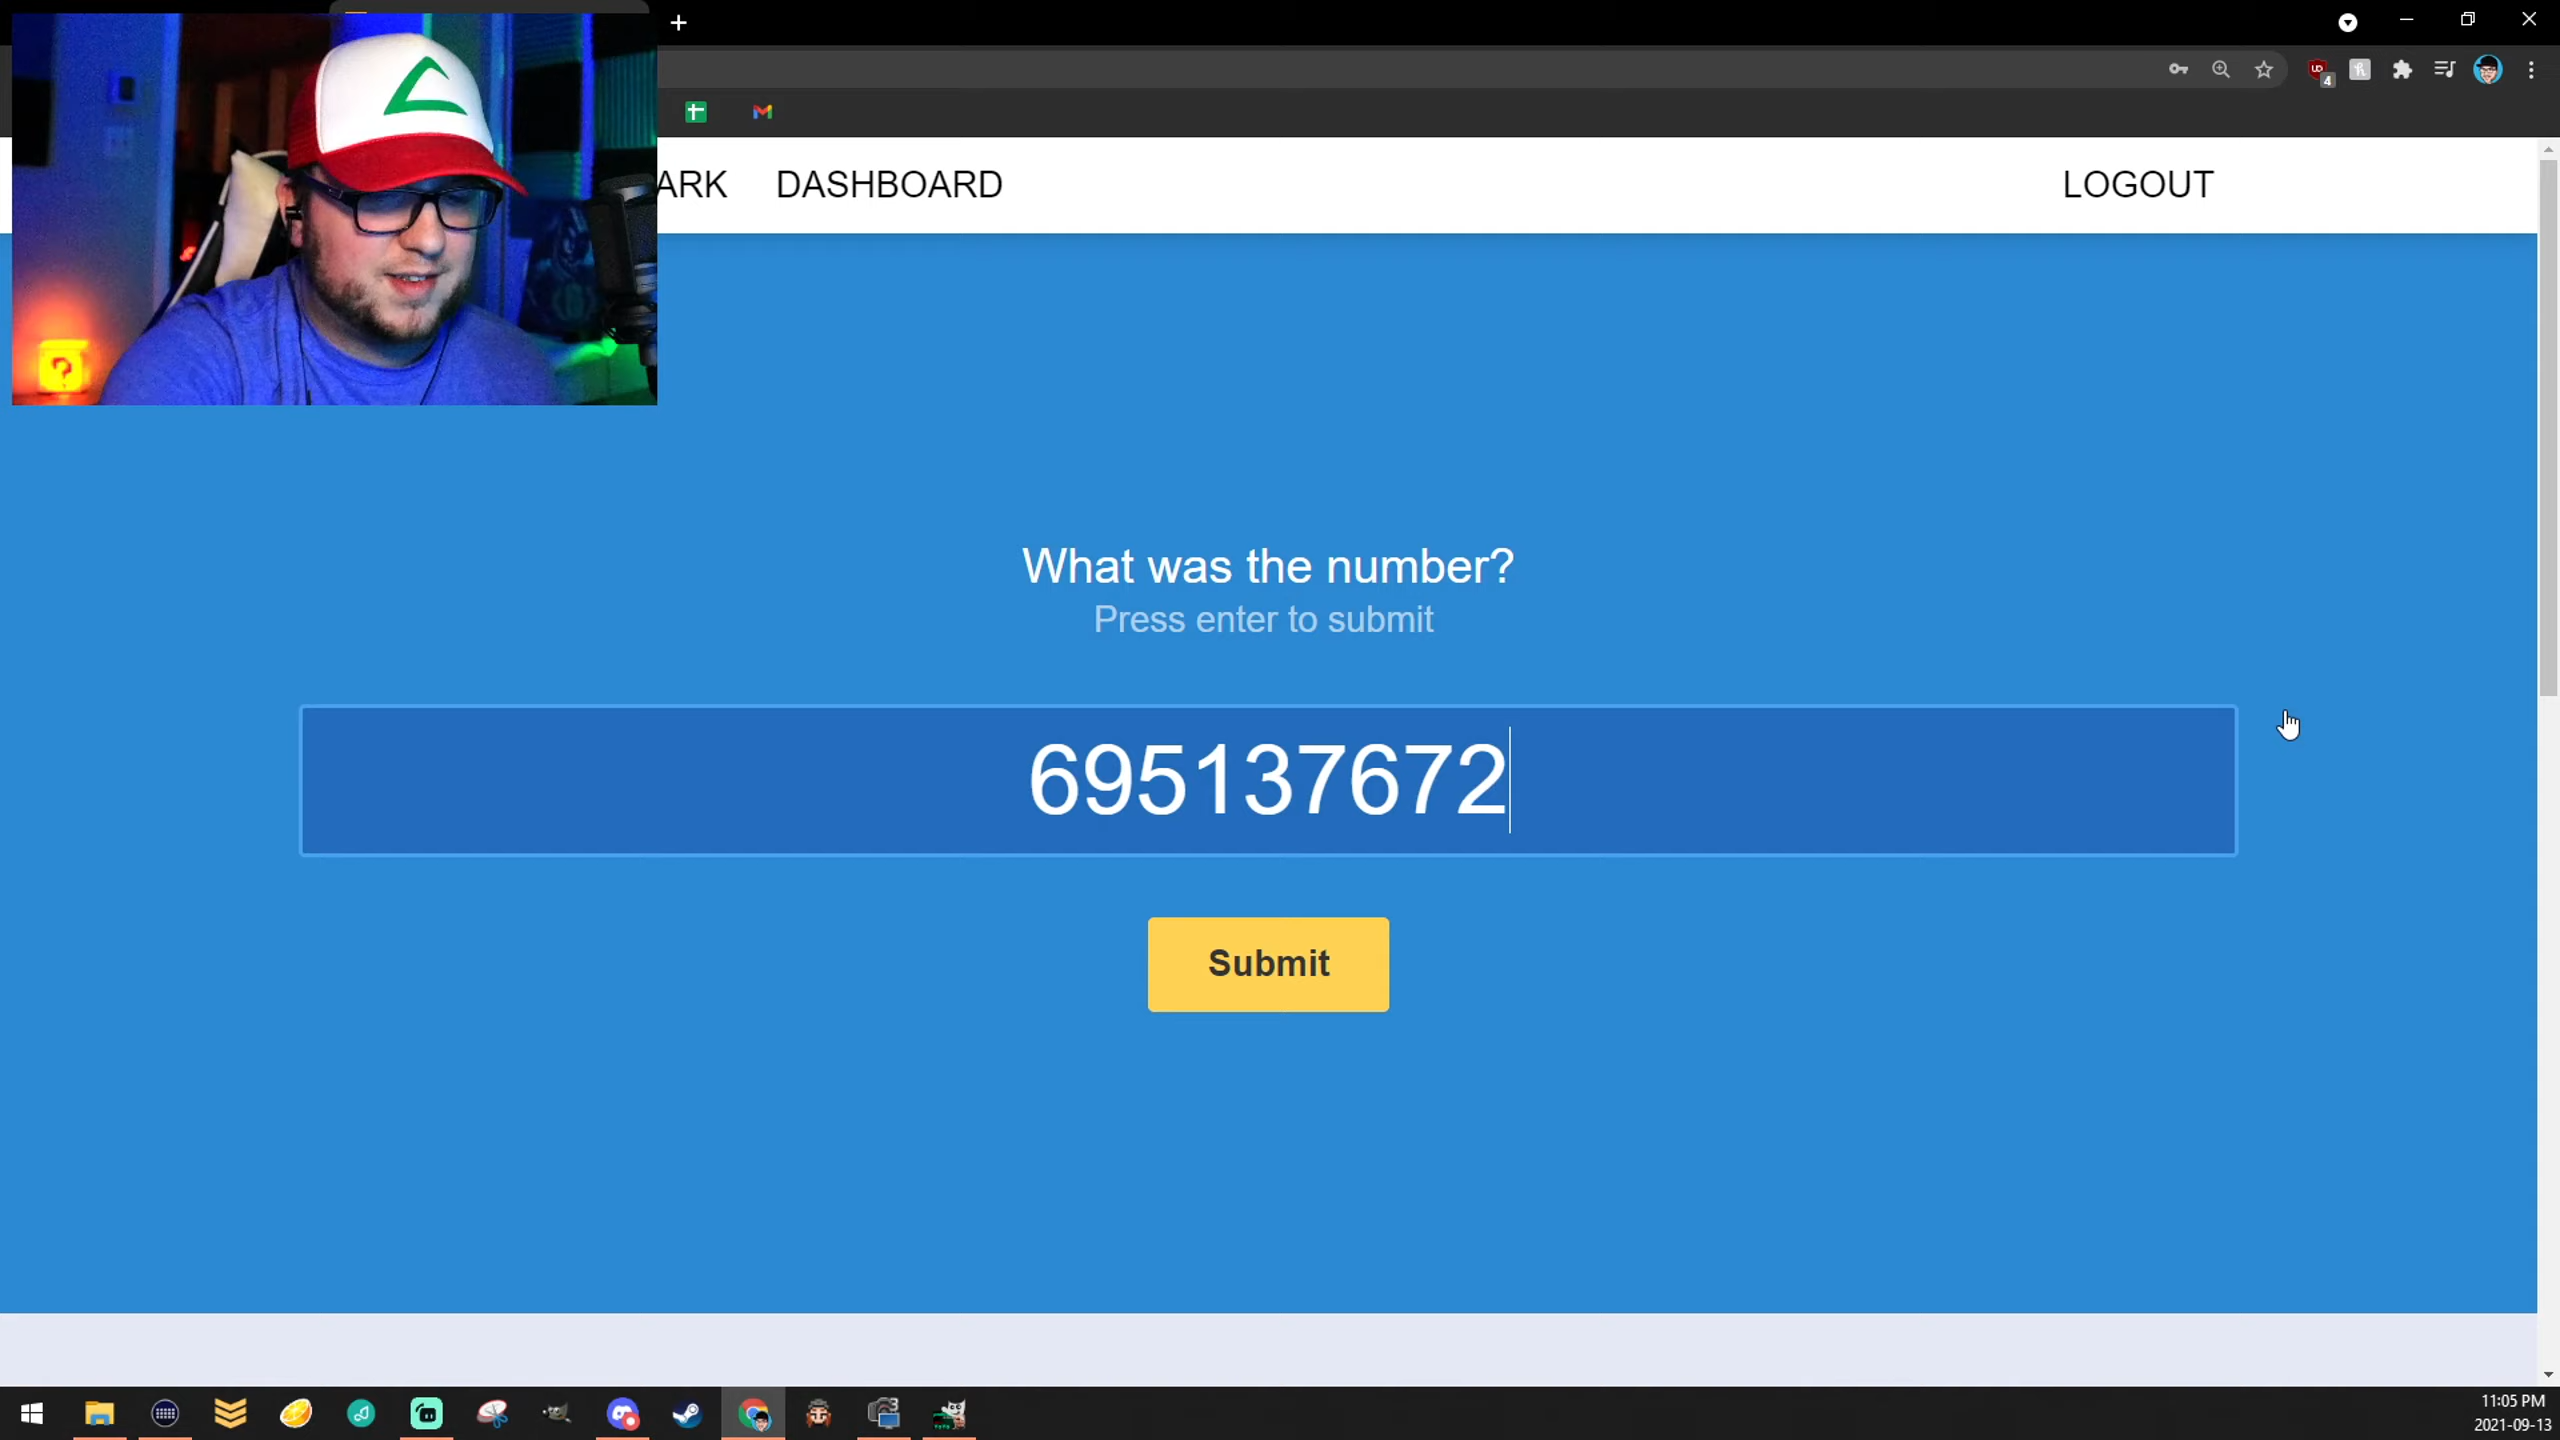 ARK DASHBOARD LOGOUT
4
?
What was the number?
Press enter to submit
695137672
Submit
11:05 PM
2021-09-13